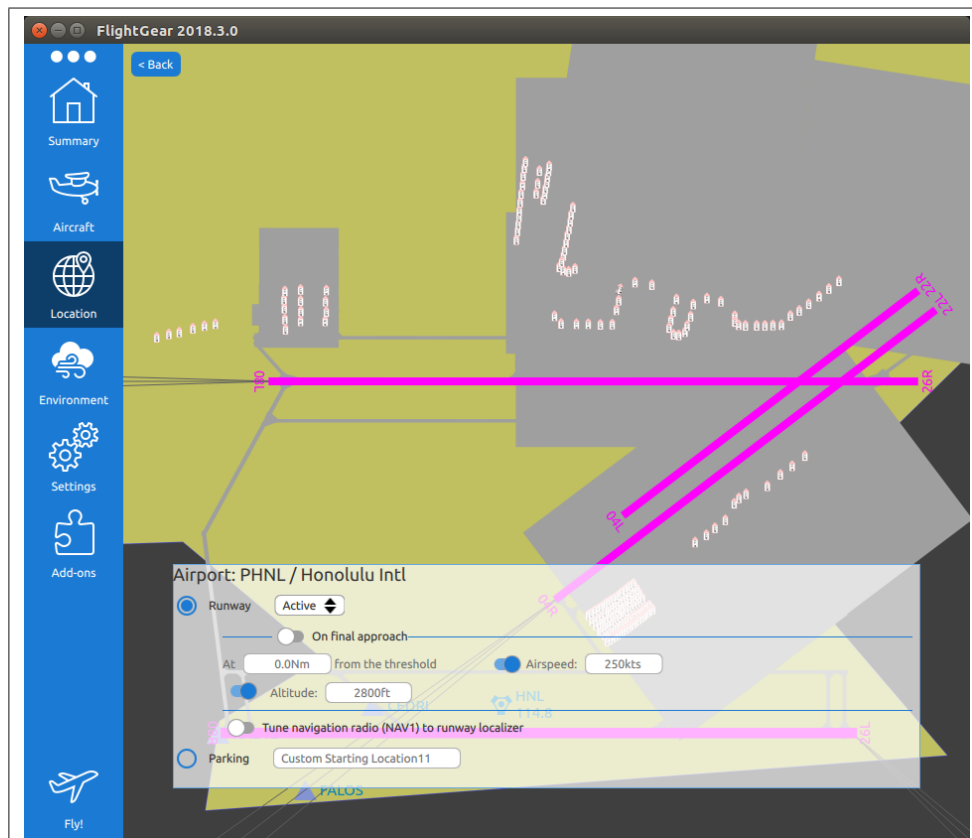 FlightGear 2018.3.0
< Back
Summary
Aircraft
Location
Environment
Settings
Add-ons
Fly!
22R
22L
08L
26R
04L
04R
Airport: PHNL / Honolulu Intl
Runway
Active
On final approach
At 0.0Nm from the threshold
Airspeed: 250kts
Altitude: 2800ft
CEDRI
HNL
114.8
Tune navigation radio (NAV1) to runway localizer
26L
Parking
Custom Starting Location11
PALOS